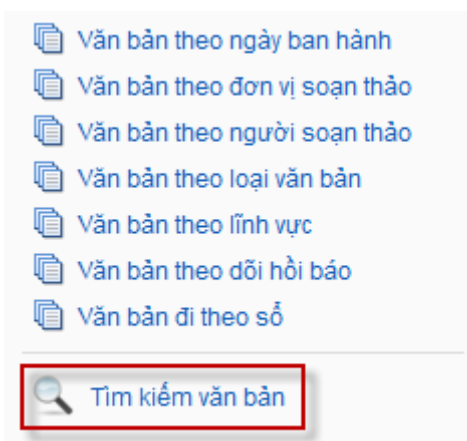 Văn bản theo ngày ban hành
Văn bản theo đơn vị soạn thảo
Văn bản theo người soạn thảo
Văn bản theo loại văn bản
Văn bản theo lĩnh vực
Văn bản theo dõi hồi báo
Văn bản đi theo sổ
Tìm kiếm văn bản